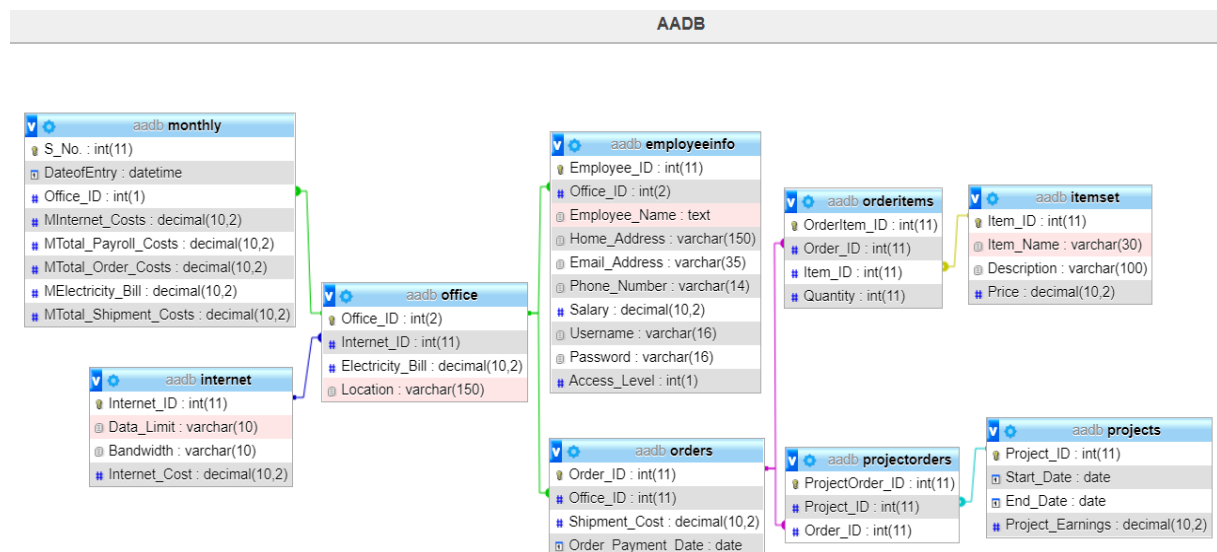 AADB
aadb monthly
S_No. : int(11)
DateofEntry : datetime
Office_ID : int(1)
MInternet_Costs : decimal(10,2)
MTotal_Payroll_Costs : decimal(10,2)
MTotal_Order_Costs : decimal(10,2)
MElectricity_Bill : decimal(10,2)
MTotal_Shipment_Costs : decimal(10,2)
aadb internet
Internet_ID : int(11)
Data_Limit : varchar(10)
Bandwidth : varchar(10)
Internet_Cost : decimal(10,2)
aadb office
Office_ID : int(2)
Internet_ID : int(11)
Electricity_Bill : decimal(10,2)
Location : varchar(150)
aadb employeeinfo
Employee_ID : int(11)
Office_ID : int(2)
Employee_Name : text
Home_Address : varchar(150)
Email_Address : varchar(35)
Phone_Number : varchar(14)
Salary : decimal(10,2)
Username : varchar(16)
Password : varchar(16)
Access_Level : int(1)
aadb orders
Order_ID : int(11)
Office_ID : int(11)
Shipment_Cost : decimal(10,2)
Order_Payment_Date : date
aadb orderitems
OrderItem_ID : int(11)
Order_ID : int(11)
Item_ID : int(11)
Quantity : int(11)
aadb itemset
Item_ID : int(11)
Item_Name : varchar(30)
Description : varchar(100)
Price : decimal(10,2)
aadb projectorders
ProjectOrder_ID : int(11)
Project_ID : int(11)
Order_ID : int(11)
aadb projects
Project_ID : int(11)
Start_Date : date
End_Date : date
Project_Earnings : decimal(10,2)